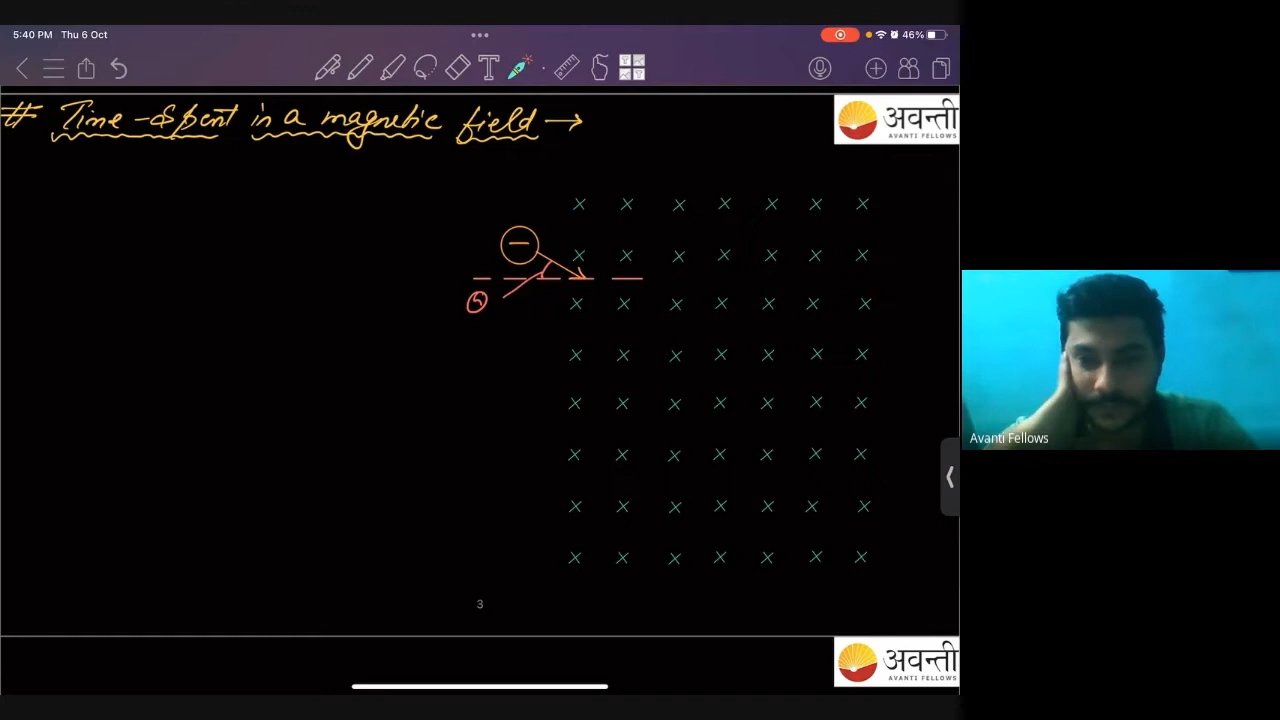 5:40 PM Thu 6 Oct
46%
# Time-Spent in a magnetic field →
अवन्ती
AVANTI FELLOWS
Avanti Fellows
3
अवन्ती
AVANTI FELLOWS